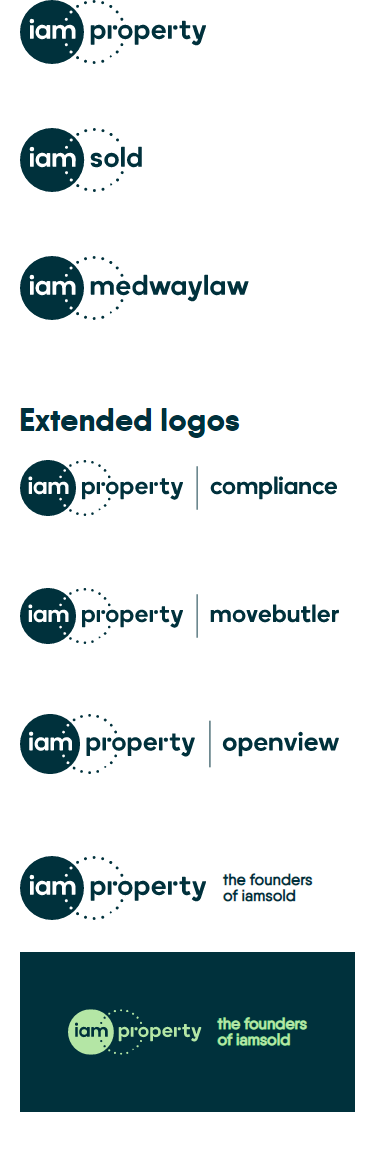 iam property
iam sold
iam medwaylaw
Extended logos
iam property | compliance
iam property | movebutler
iam property | openview
iam property the founders
of iamsold
iam property the founders
of iamsold